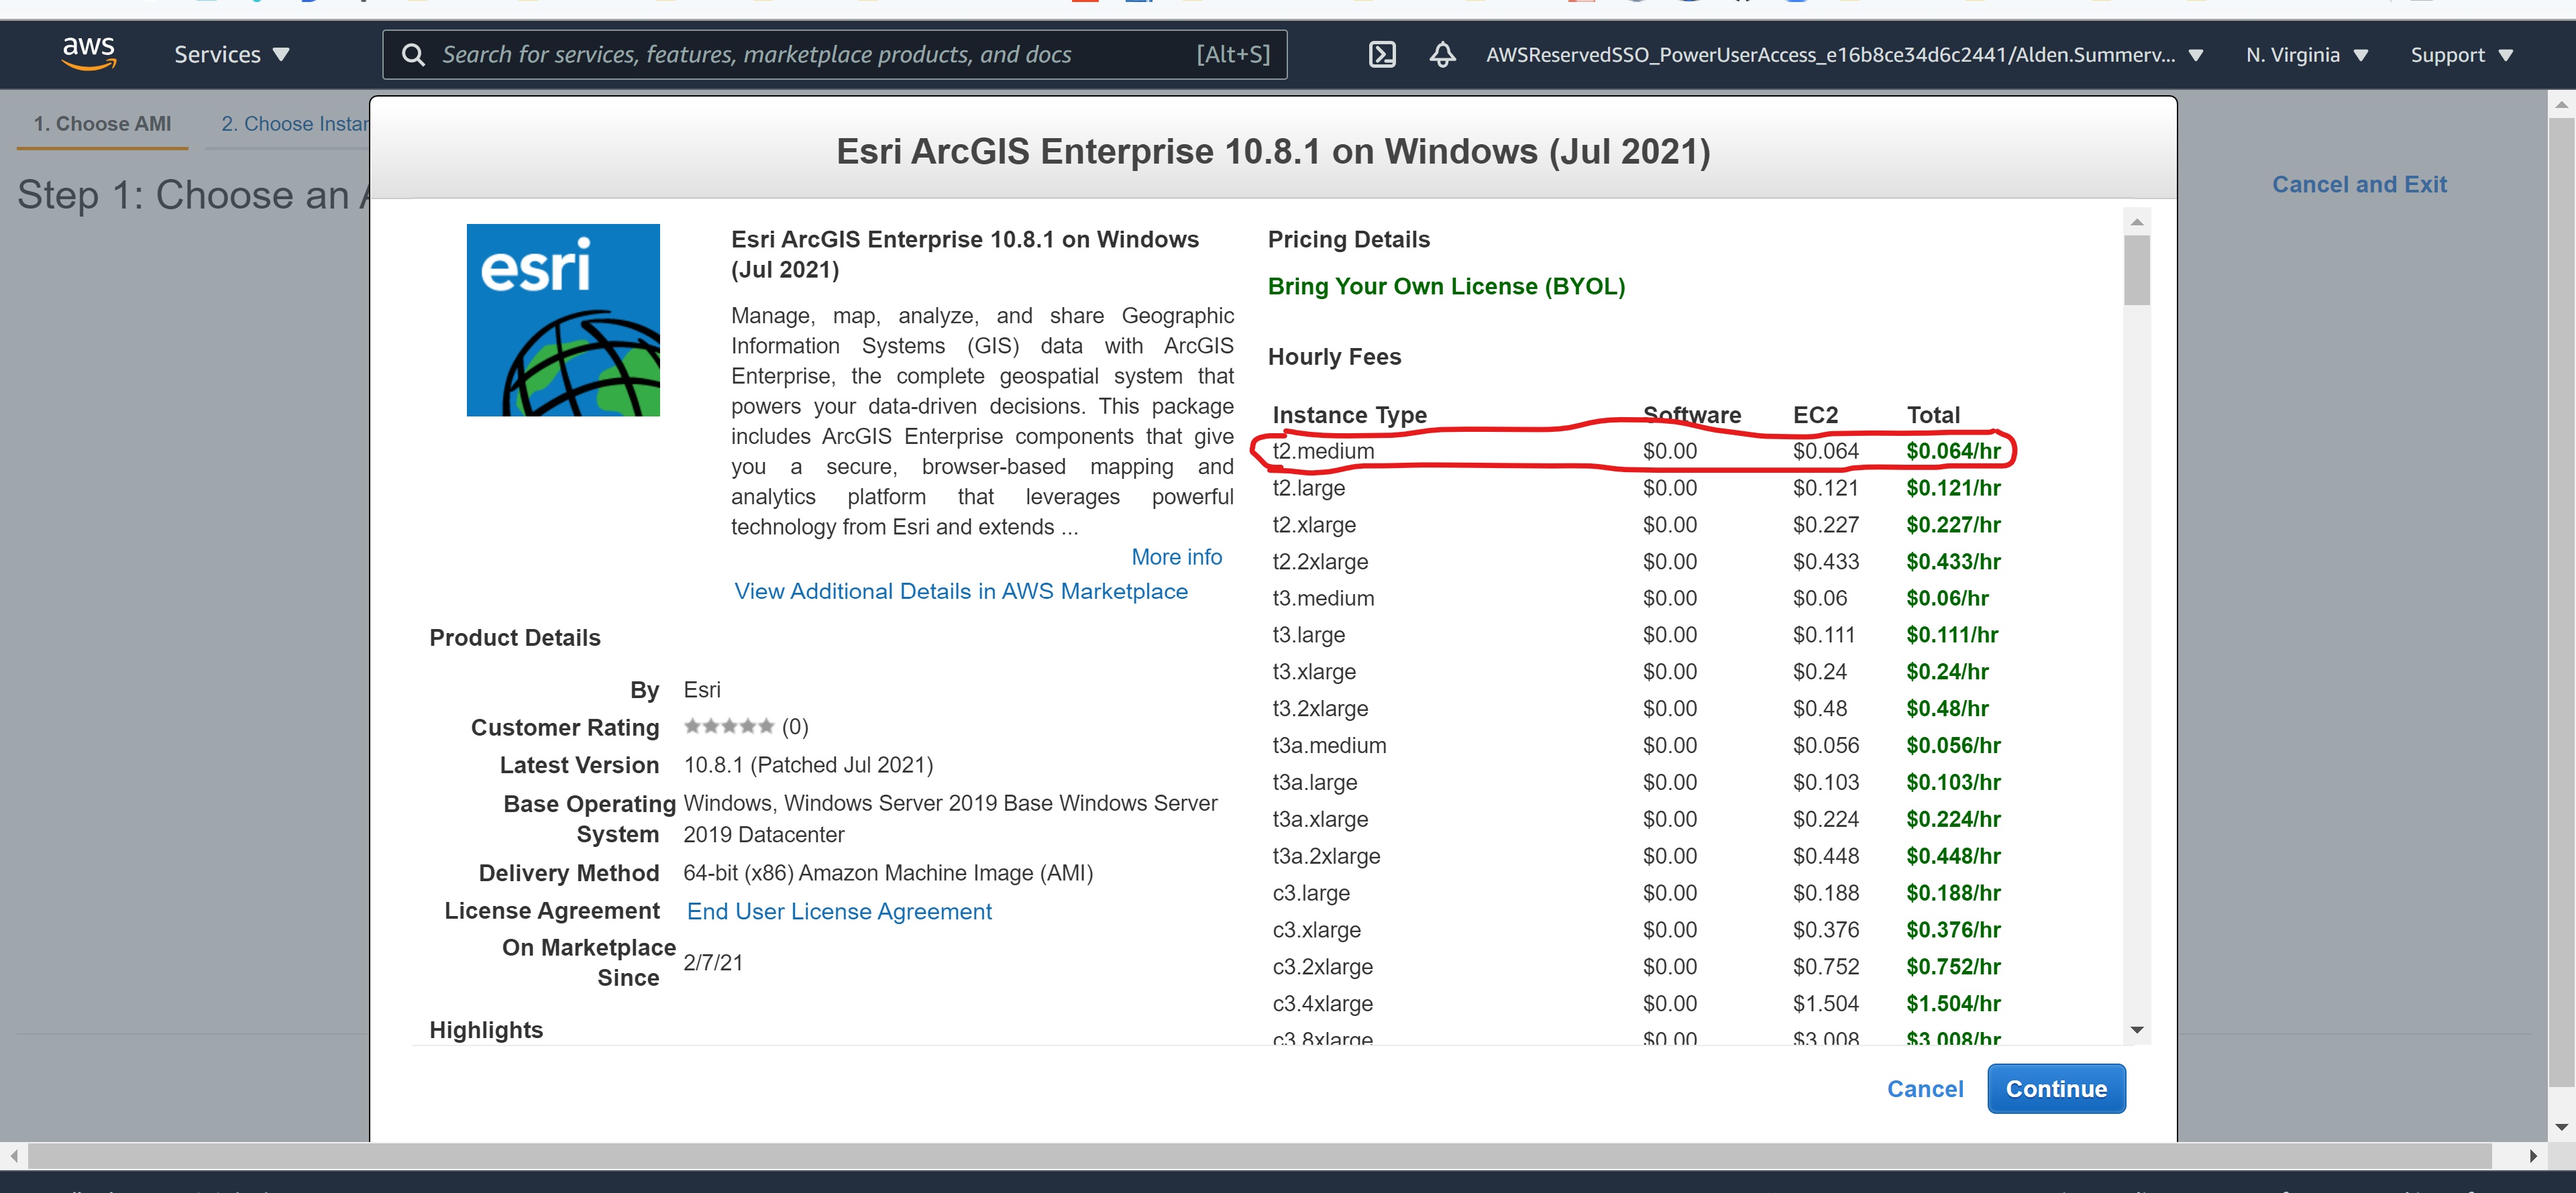 aws
Services
Search for services, features, marketplace products, and docs
[Alt+S]
AWSReservedSSO_PowerUserAccess_e16b8ce34d6c2441/Alden.Summerv...
N. Virginia
Support
1. Choose AMI
2. Choose Instan
Step 1: Choose an A
Cancel and Exit
Esri ArcGIS Enterprise 10.8.1 on Windows (Jul 2021)
esri
Esri ArcGIS Enterprise 10.8.1 on Windows
(Jul 2021)
Manage, map, analyze, and share Geographic
Information Systems (GIS) data with ArcGIS
Enterprise, the complete geospatial system that
powers your data-driven decisions. This package
includes ArcGIS Enterprise components that give
you a secure, browser-based mapping and
analytics platform that leverages powerful
technology from Esri and extends ...
More info
View Additional Details in AWS Marketplace
Product Details
By Esri
Customer Rating (0)
Latest Version 10.8.1 (Patched Jul 2021)
Base Operating System Windows, Windows Server 2019 Base Windows Server
2019 Datacenter
Delivery Method 64-bit (x86) Amazon Machine Image (AMI)
License Agreement End User License Agreement
On Marketplace Since 2/7/21
Highlights
Pricing Details
Bring Your Own License (BYOL)
Hourly Fees
Instance Type Software EC2 Total
t2.medium $0.00 $0.064 $0.064/hr
t2.large $0.00 $0.121 $0.121/hr
t2.xlarge $0.00 $0.227 $0.227/hr
t2.2xlarge $0.00 $0.433 $0.433/hr
t3.medium $0.00 $0.06 $0.06/hr
t3.large $0.00 $0.111 $0.111/hr
t3.xlarge $0.00 $0.24 $0.24/hr
t3.2xlarge $0.00 $0.48 $0.48/hr
t3a.medium $0.00 $0.056 $0.056/hr
t3a.large $0.00 $0.103 $0.103/hr
t3a.xlarge $0.00 $0.224 $0.224/hr
t3a.2xlarge $0.00 $0.448 $0.448/hr
c3.large $0.00 $0.188 $0.188/hr
c3.xlarge $0.00 $0.376 $0.376/hr
c3.2xlarge $0.00 $0.752 $0.752/hr
c3.4xlarge $0.00 $1.504 $1.504/hr
c3.8xlarge $0.00 $3.008 $3.008/hr
Cancel
Continue